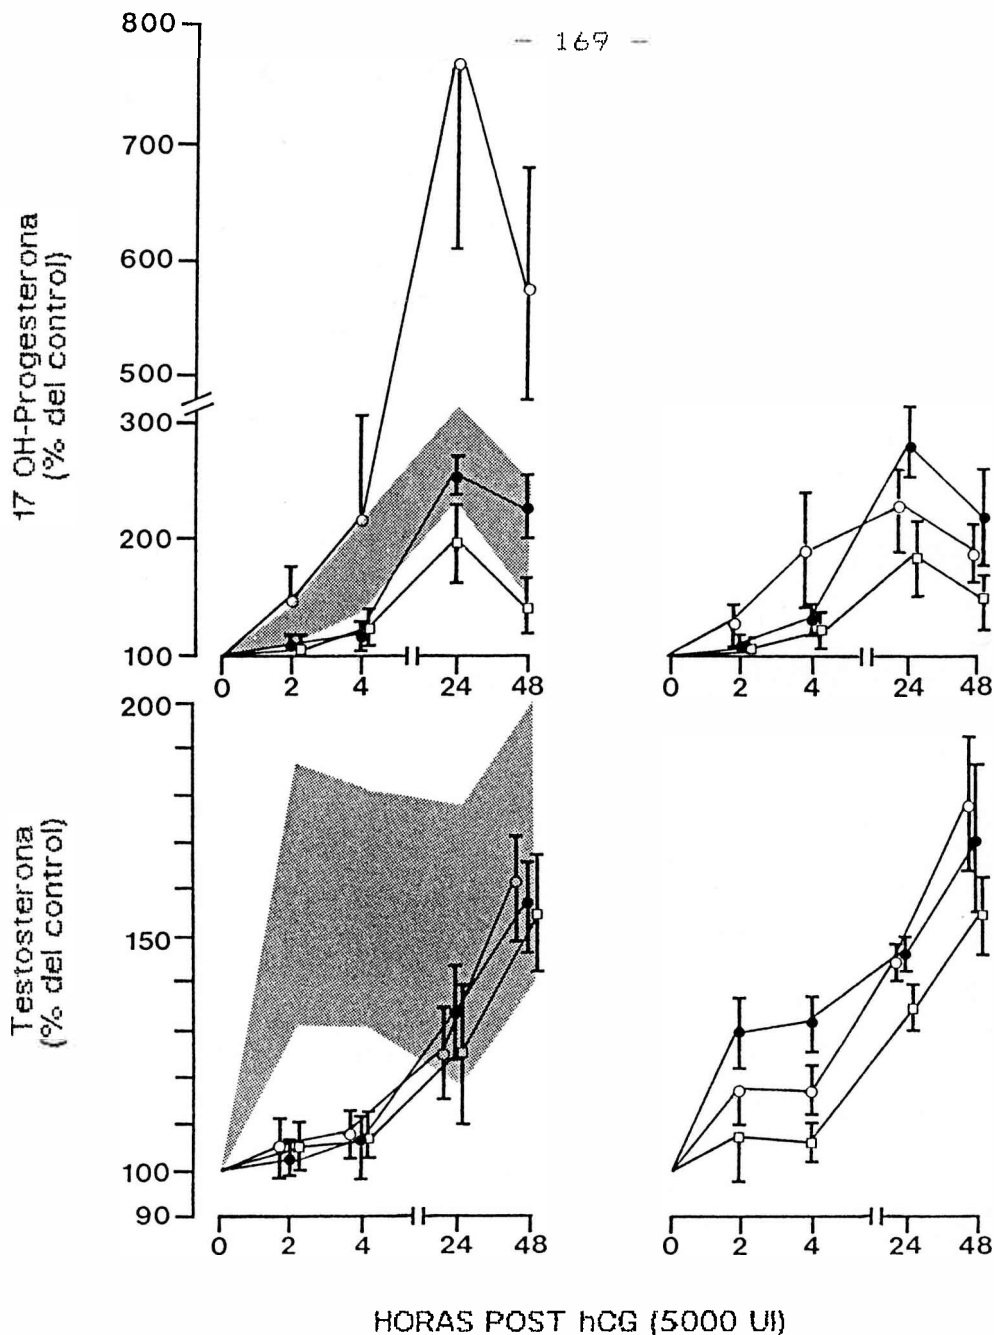 - 169 -
800
700
600
500
300
200
100
17 OH-Progesterona
(% del control)
0 2 4 24 48
0 2 4 24 48
200
150
100
90
Testosterona
(% del control)
0 2 4 24 48
0 2 4 24 48
HORAS POST hCG (5000 UI)